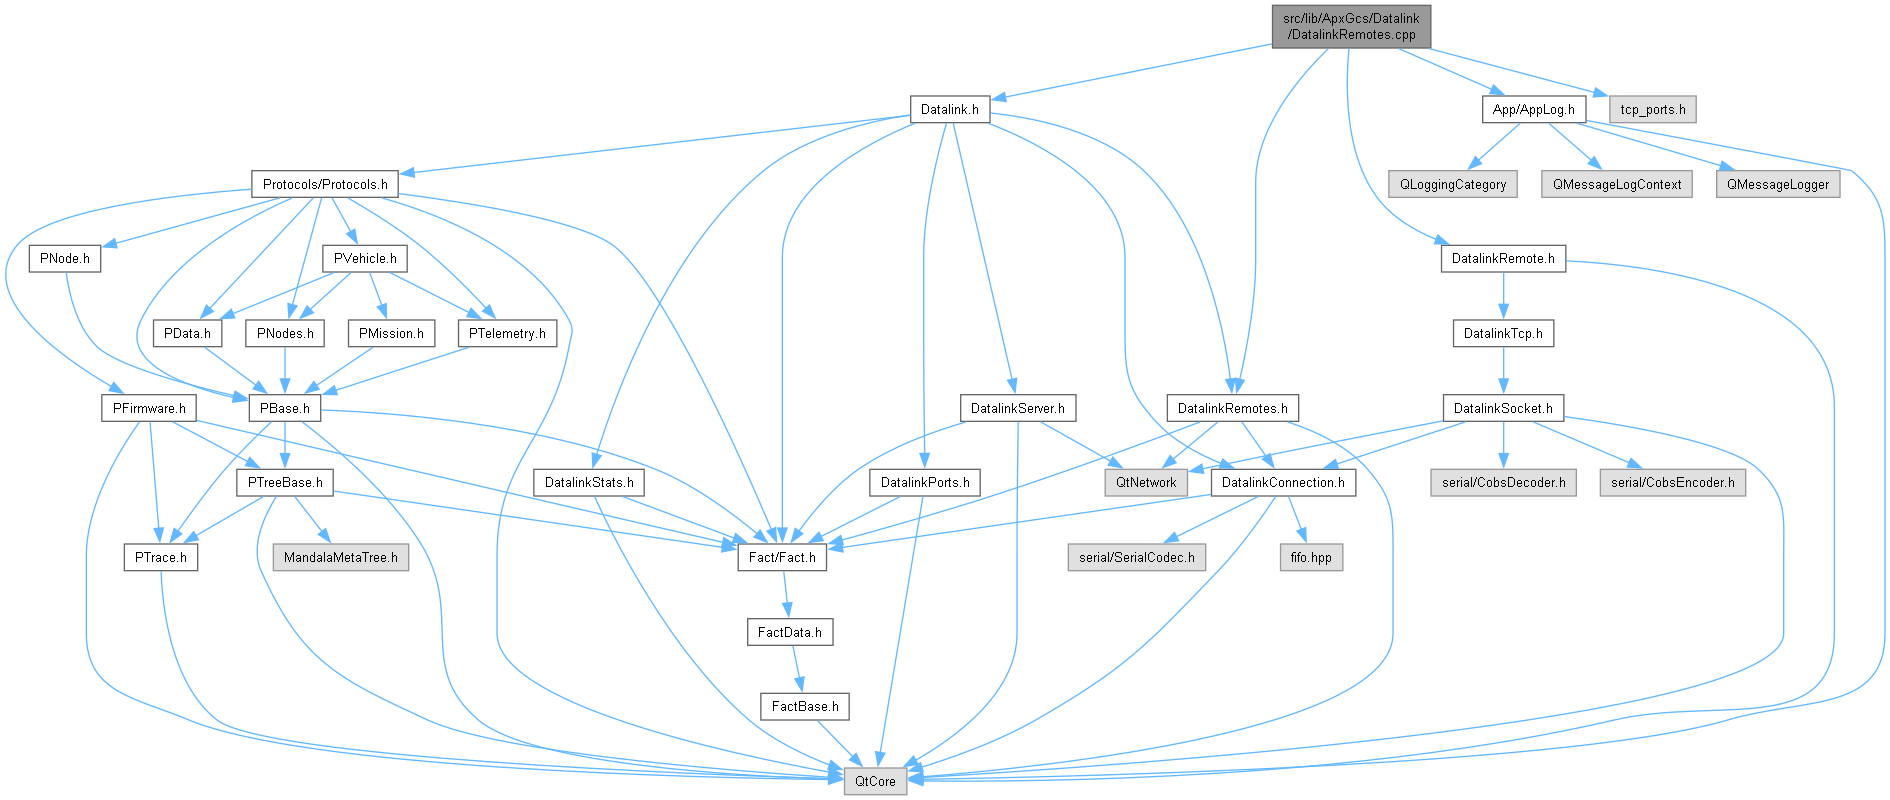 src/lib/ApxGcs/Datalink
/DatalinkRemotes.cpp
Datalink.h
App/AppLog.h
tcp_ports.h
Protocols/Protocols.h
QLoggingCategory
QMessageLogContext
QMessageLogger
PNode.h
PVehicle.h
DatalinkRemote.h
PData.h
PNodes.h
PMission.h
PTelemetry.h
DatalinkTcp.h
PFirmware.h
PBase.h
DatalinkServer.h
DatalinkRemotes.h
DatalinkSocket.h
PTreeBase.h
DatalinkStats.h
DatalinkPorts.h
QtNetwork
DatalinkConnection.h
serial/CobsDecoder.h
serial/CobsEncoder.h
PTrace.h
MandalaMetaTree.h
Fact/Fact.h
serial/SerialCodec.h
fifo.hpp
FactData.h
FactBase.h
QtCore